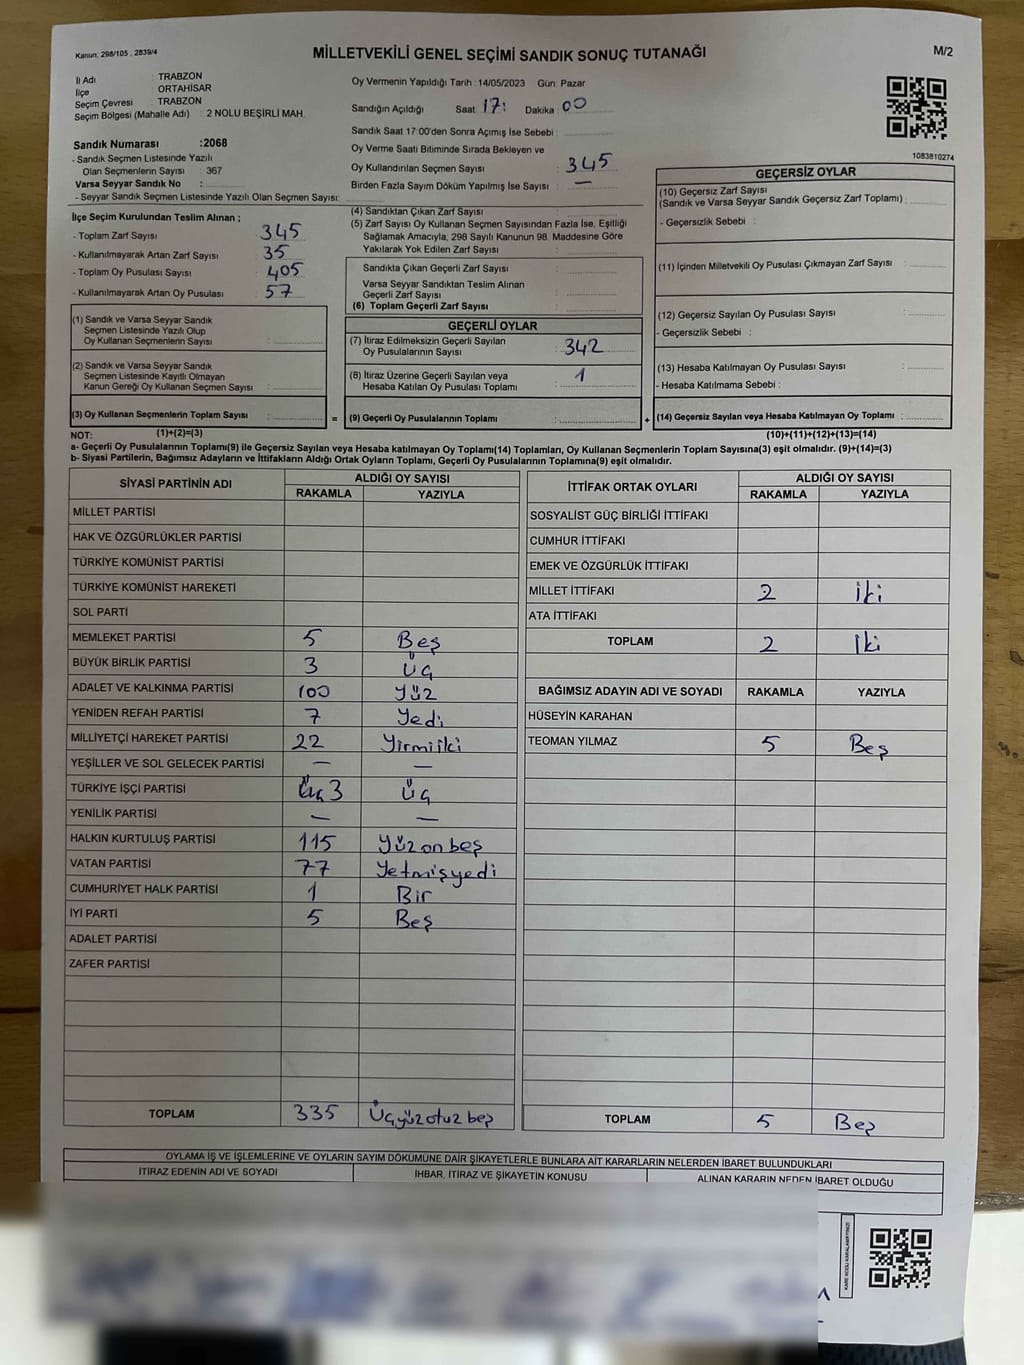 Kanun: 298/105 . 2839/4
MİLLETVEKİLİ GENEL SEÇİMİ SANDIK SONUÇ TUTANAĞI
M/2
İl Adı : TRABZON
İlçe : ORTAHİSAR
Seçim Çevresi : TRABZON
Seçim Bölgesi (Mahalle Adı) : 2 NOLU BEŞİRLİ MAH.
Sandık Numarası :2068
- Sandık Seçmen Listesinde Yazılı
Olan Seçmenlerin Sayısı : 367
Varsa Seyyar Sandık No :
- Seyyar Sandık Seçmen Listesinde Yazılı Olan Seçmen Sayısı:
Oy Vermenin Yapıldığı Tarih : 14/05/2023 Gün: Pazar
Sandığın Açıldığı Saat : 17: Dakika : 00
Sandık Saat 17:00'den Sonra Açımış İse Sebebi :
Oy Verme Saati Bitiminde Sırada Bekleyen ve
Oy Kullandırılan Seçmen Sayısı : 345
Birden Fazla Sayım Döküm Yapılmış İse Sayısı : —
1083810274
İlçe Seçim Kurulundan Teslim Alınan ;
- Toplam Zarf Sayısı : 345
- Kullanılmayarak Artan Zarf Sayısı : 35
- Toplam Oy Pusulası Sayısı : 405
- Kullanılmayarak Artan Oy Pusulası : 57
(1) Sandık ve Varsa Seyyar Sandık
Seçmen Listesinde Yazılı Olup
Oy Kullanan Seçmenlerin Sayısı :
(2) Sandık ve Varsa Seyyar Sandık
Seçmen Listesinde Kayıtlı Olmayan
Kanun Gereği Oy Kullanan Seçmen Sayısı :
(3) Oy Kullanan Seçmenlerin Toplam Sayısı :
(4) Sandıktan Çıkan Zarf Sayısı :
(5) Zarf Sayısı Oy Kullanan Seçmen Sayısından Fazla İse, Eşitliği
Sağlamak Amacıyla, 298 Sayılı Kanunun 98. Maddesine Göre
Yakılarak Yok Edilen Zarf Sayısı :
Sandıkta Çıkan Geçerli Zarf Sayısı :
Varsa Seyyar Sandıktan Teslim Alınan
Geçerli Zarf Sayısı :
(6) Toplam Geçerli Zarf Sayısı :
GEÇERLİ OYLAR
(7) İtiraz Edilmeksizin Geçerli Sayılan
Oy Pusulalarının Sayısı : 342
(8) İtiraz Üzerine Geçerli Sayılan veya
Hesaba Katılan Oy Pusulası Toplamı : 1
= (9) Geçerli Oy Pusulalarının Toplamı : +
GEÇERSİZ OYLAR
(10) Geçersiz Zarf Sayısı
(Sandık ve Varsa Seyyar Sandık Geçersiz Zarf Toplamı) :
- Geçersizlik Sebebi :
(11) İçinden Milletvekili Oy Pusulası Çıkmayan Zarf Sayısı :
(12) Geçersiz Sayılan Oy Pusulası Sayısı :
- Geçersizlik Sebebi :
(13) Hesaba Katılmayan Oy Pusulası Sayısı :
- Hesaba Katılmama Sebebi :
(14) Geçersiz Sayılan veya Hesaba Katılmayan Oy Toplamı :
NOT: (1)+(2)=(3)
(10)+(11)+(12)+(13)=(14)
a- Geçerli Oy Pusulalarının Toplamı(9) ile Geçersiz Sayılan veya Hesaba katılmayan Oy Toplamı(14) Toplamları, Oy Kullanan Seçmenlerin Toplam Sayısına(3) eşit olmalıdır. (9)+(14)=(3)
b- Siyasi Partilerin, Bağımsız Adayların ve İttifakların Aldığı Ortak Oyların Toplamı, Geçerli Oy Pusulalarının Toplamına(9) eşit olmalıdır.
SİYASİ PARTİNİN ADI
ALDIĞI OY SAYISI
RAKAMLA YAZIYLA
MİLLET PARTİSİ
HAK VE ÖZGÜRLÜKLER PARTİSİ
TÜRKİYE KOMÜNİST PARTİSİ
TÜRKİYE KOMÜNİST HAREKETİ
SOL PARTİ
MEMLEKET PARTİSİ 5 Beş
BÜYÜK BİRLİK PARTİSİ 3 Üç
ADALET VE KALKINMA PARTİSİ 100 Yüz
YENİDEN REFAH PARTİSİ 7 Yedi
MİLLİYETÇİ HAREKET PARTİSİ 22 Yirmiiki
YEŞİLLER VE SOL GELECEK PARTİSİ — —
TÜRKİYE İŞÇİ PARTİSİ Üç 3 Üç
YENİLİK PARTİSİ — —
HALKIN KURTULUŞ PARTİSİ 115 Yüzonbeş
VATAN PARTİSİ 77 Yetmişyedi
CUMHURİYET HALK PARTİSİ 1 Bir
İYİ PARTİ 5 Beş
ADALET PARTİSİ
ZAFER PARTİSİ
TOPLAM 335 Üçyüzotuzbeş
İTTİFAK ORTAK OYLARI
ALDIĞI OY SAYISI
RAKAMLA YAZIYLA
SOSYALİST GÜÇ BİRLİĞİ İTTİFAKI
CUMHUR İTTİFAKI
EMEK VE ÖZGÜRLÜK İTTİFAKI
MİLLET İTTİFAKI 2 İki
ATA İTTİFAKI
TOPLAM 2 İki
BAĞIMSIZ ADAYIN ADI VE SOYADI RAKAMLA YAZIYLA
HÜSEYİN KARAHAN
TEOMAN YILMAZ 5 Beş
TOPLAM 5 Beş
OYLAMA İŞ VE İŞLEMLERİNE VE OYLARIN SAYIM DÖKÜMÜNE DAİR ŞİKAYETLERLE BUNLARA AİT KARARLARIN NELERDEN İBARET BULUNDUKLARI
İTİRAZ EDENİN ADI VE SOYADI
İHBAR, İTİRAZ VE ŞİKAYETİN KONUSU
ALINAN KARARIN NEDEN İBARET OLDUĞU
KARE KODU KARALAMAYINIZ!